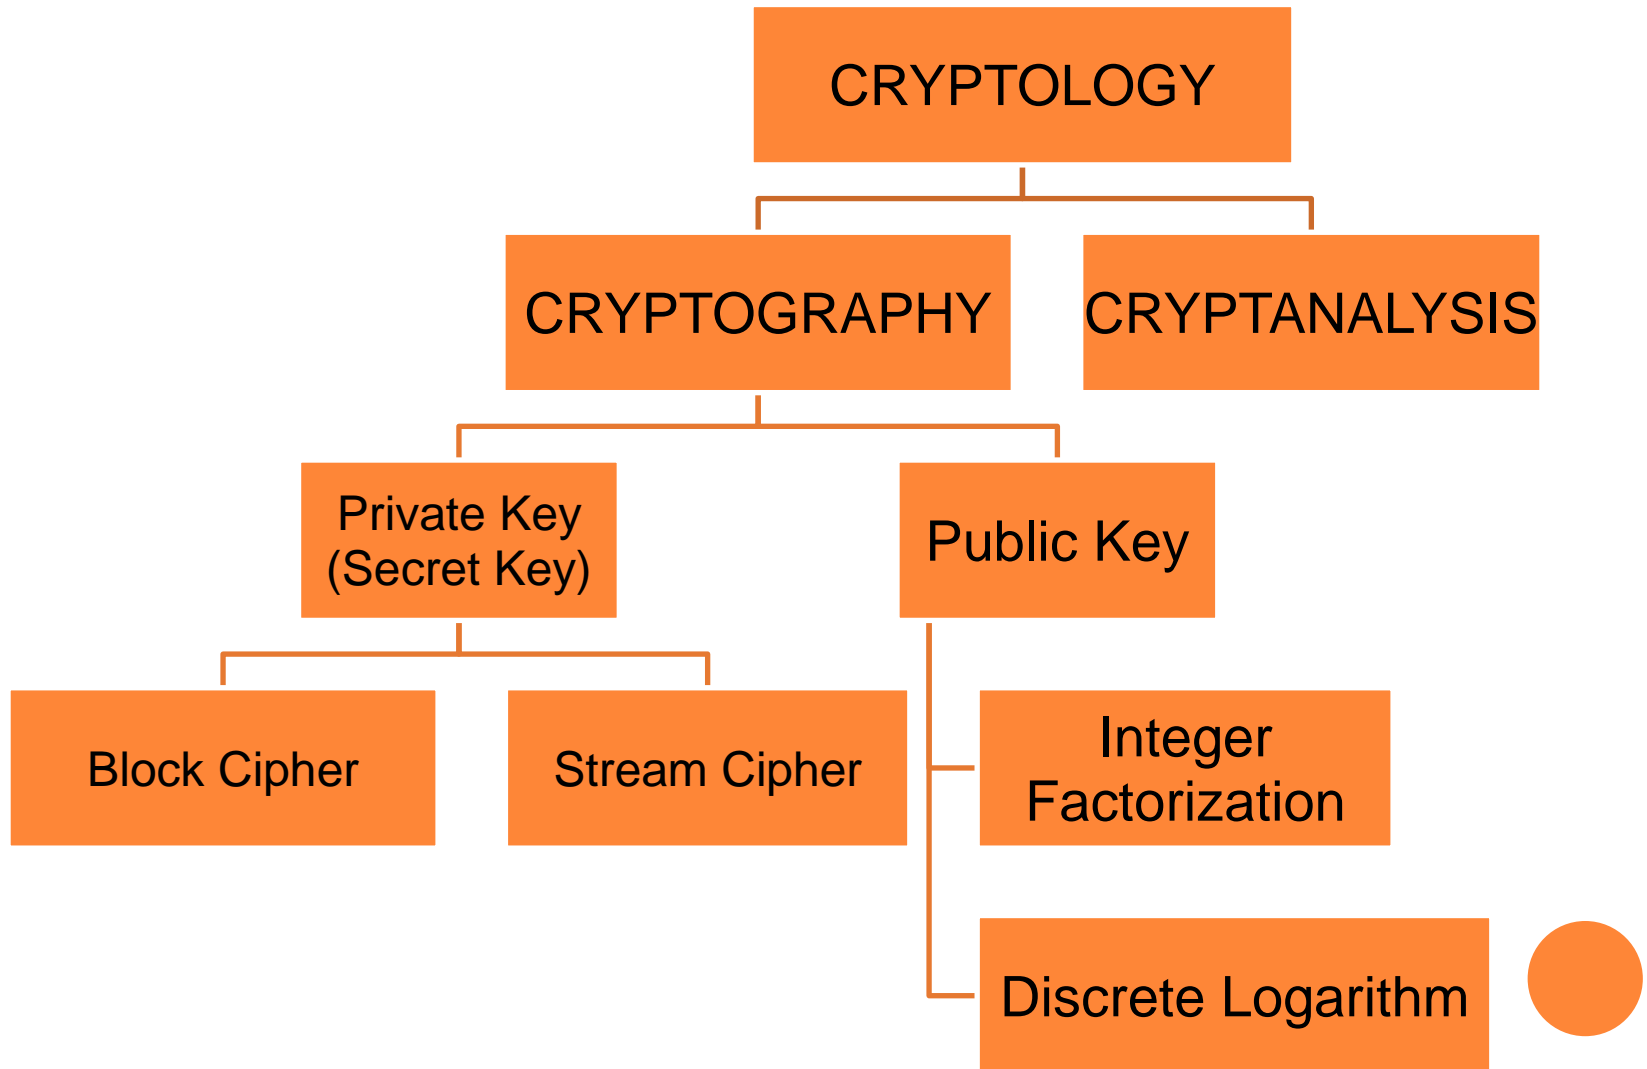 CRYPTOLOGY
CRYPTOGRAPHY
CRYPTANALYSIS
Private Key
(Secret Key)
Public Key
Block Cipher
Stream Cipher
Integer
Factorization
Discrete Logarithm